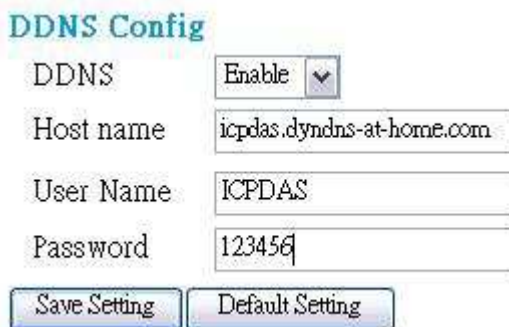 DDNS Config
DDNS Enable
Host name icpdas.dyndns-at-home.com
User Name ICPDAS
Password 123456
Save Setting Default Setting